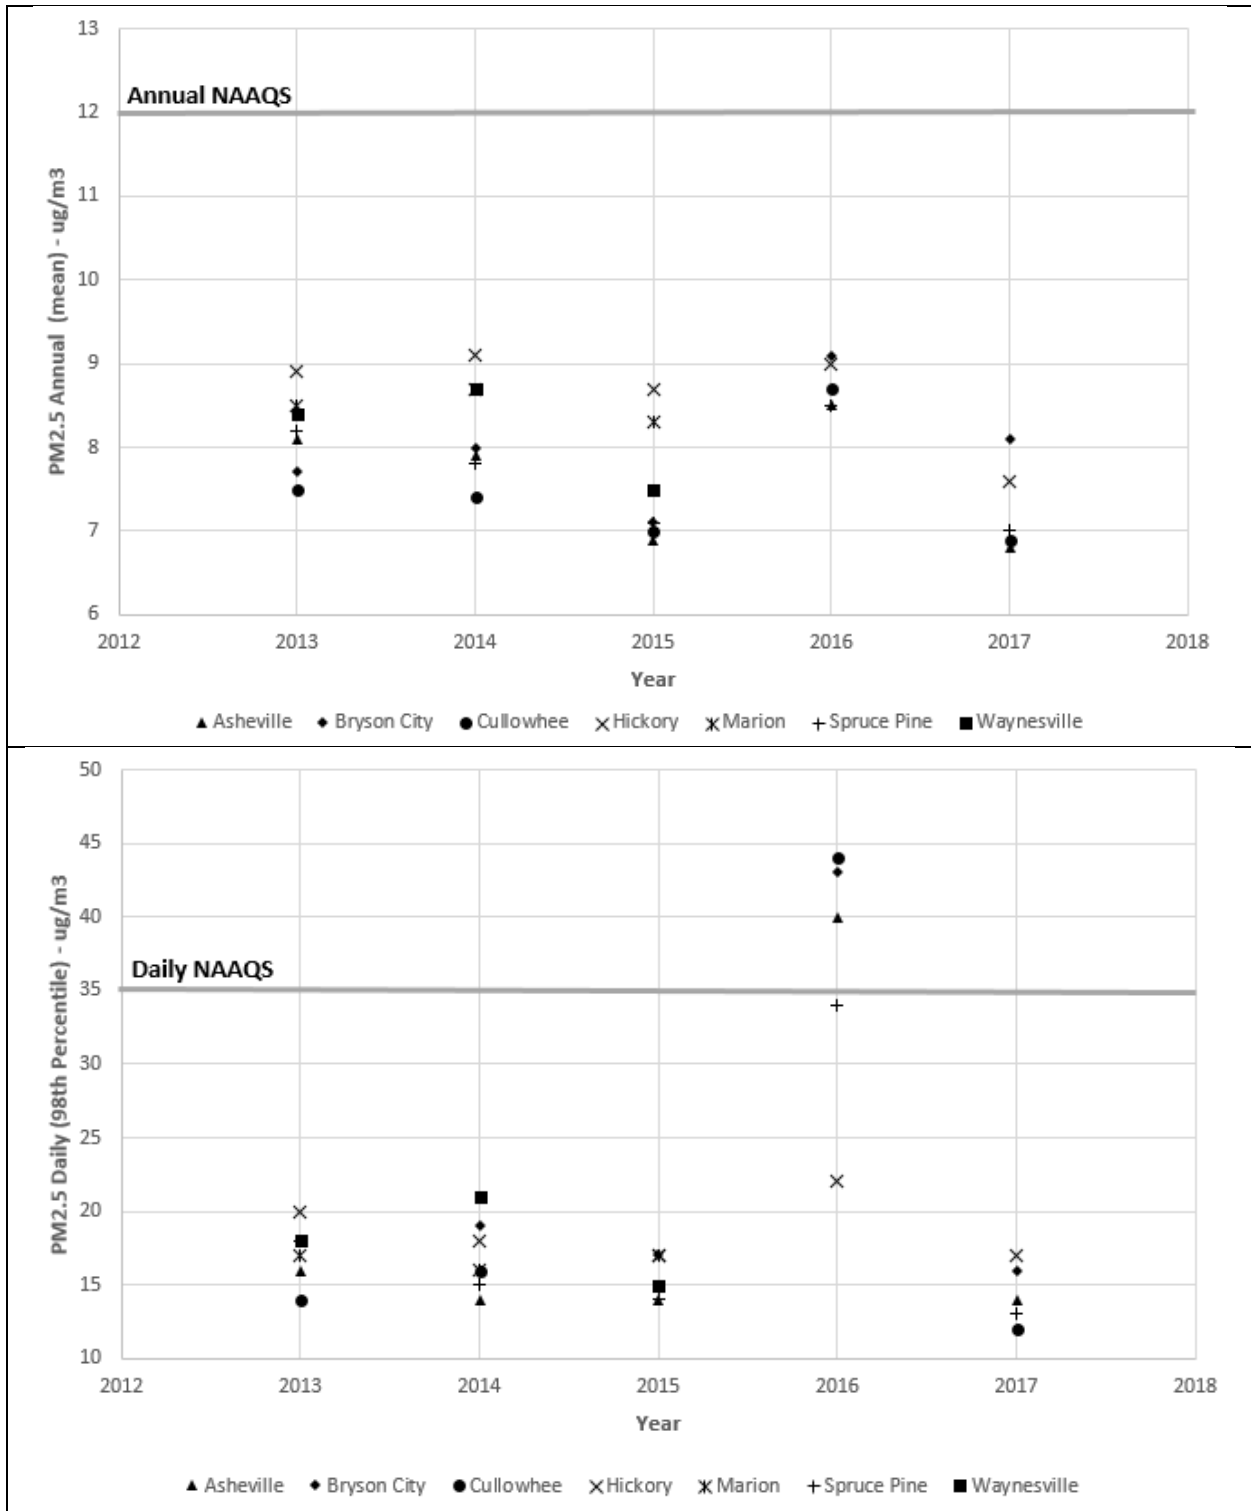 13
Annual NAAQS
12
11
10
9
8
7
6
PM2.5 Annual (mean) - ug/m3
2012 2013 2014 2015 2016 2017 2018
Year
Asheville Bryson City Cullowhee Hickory Marion Spruce Pine Waynesville
50
45
40
Daily NAAQS
35
30
25
20
15
10
PM2.5 Daily (98th Percentile) - ug/m3
2012 2013 2014 2015 2016 2017 2018
Year
Asheville Bryson City Cullowhee Hickory Marion Spruce Pine Waynesville